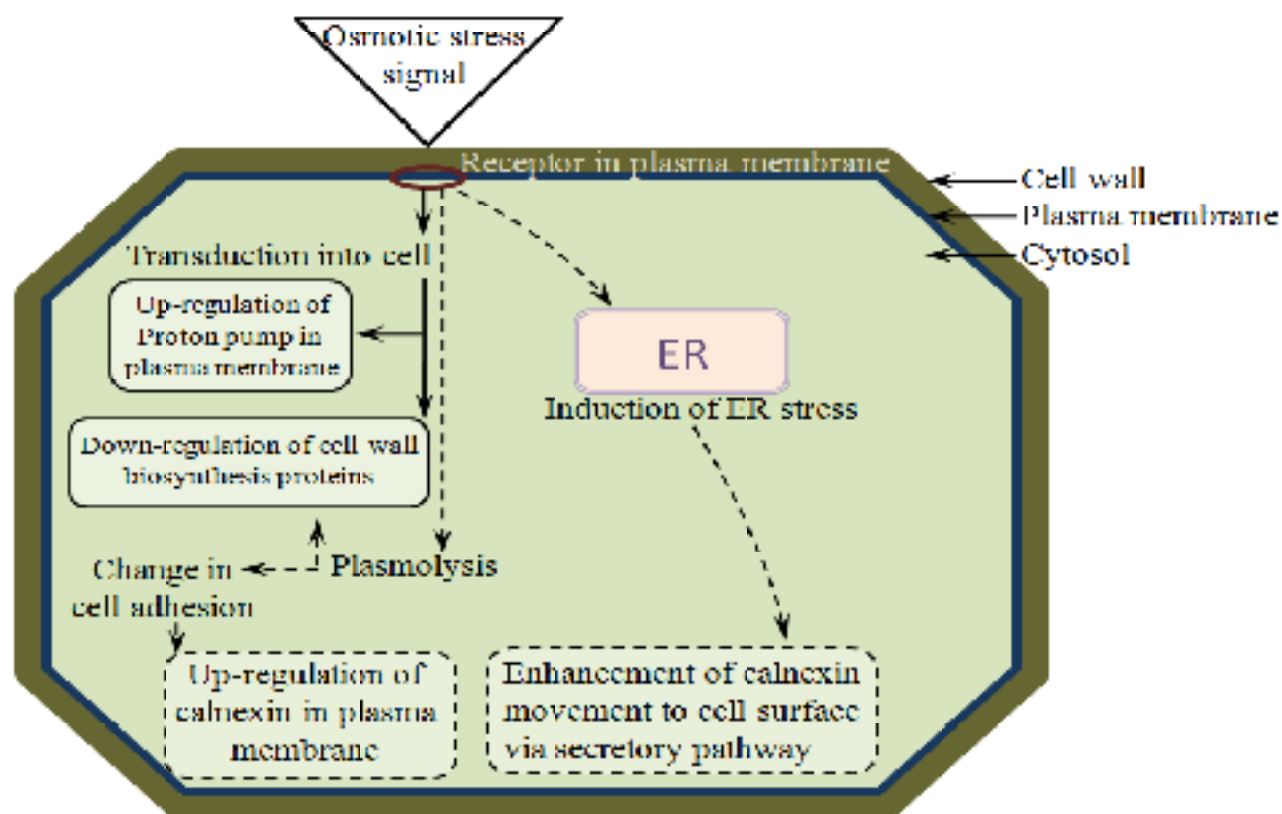 Osmotic stress
signal
Receptor in plasma membrane
Cell wall
Plasma membrane
Cytosol
Transduction into cell
Up-regulation of
Proton pump in
plasma membrane
ER
Induction of ER stress
Down-regulation of cell wall
biosynthesis proteins
Change in
cell adhesion
Plasmolysis
Up-regulation of
calnexin in plasma
membrane
Enhancement of calnexin
movement to cell surface
via secretory pathway